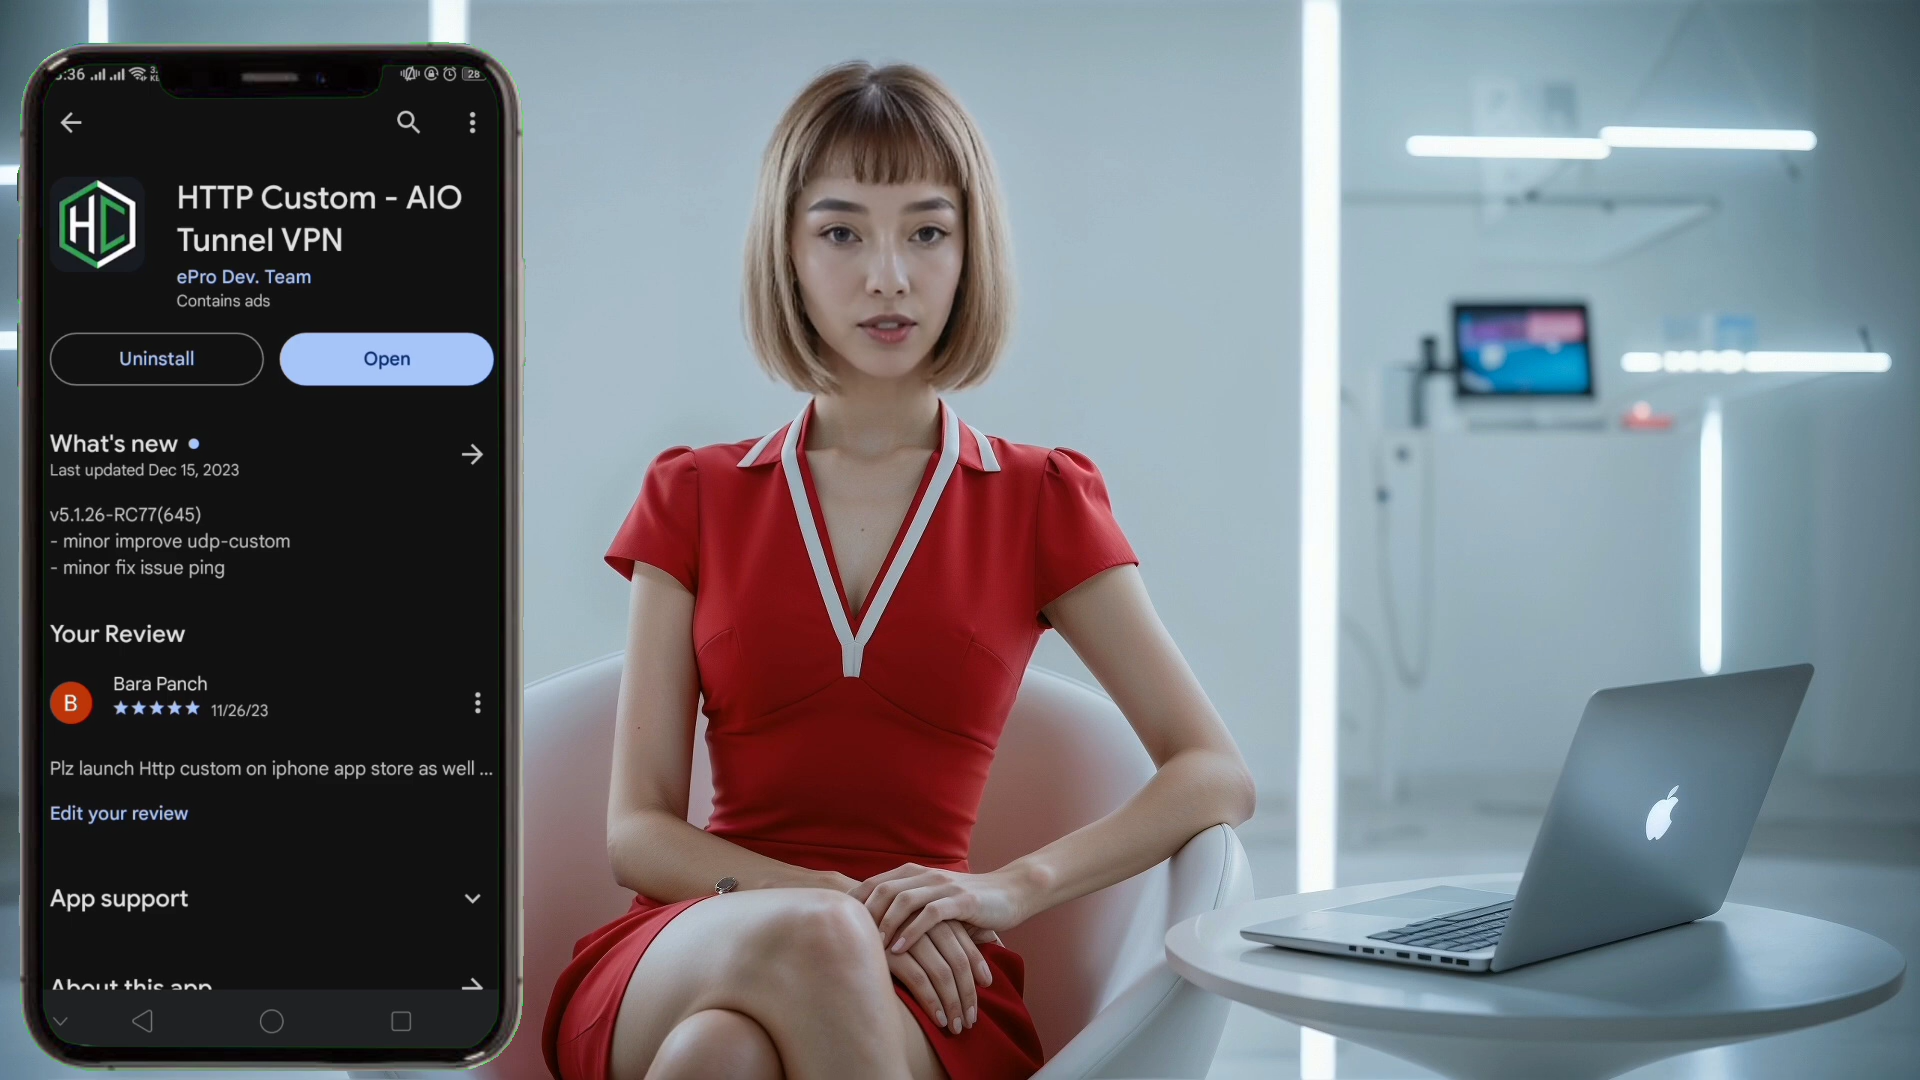 :36
28
HC
HTTP Custom - AIO
Tunnel VPN
ePro Dev. Team
Contains ads
Uninstall
Open
What's new
Last updated Dec 15, 2023
v5.1.26-RC77(645)
- minor improve udp-custom
- minor fix issue ping
Your Review
B
Bara Panch
11/26/23
Plz launch Http custom on iphone app store as well ...
Edit your review
App support
About this app